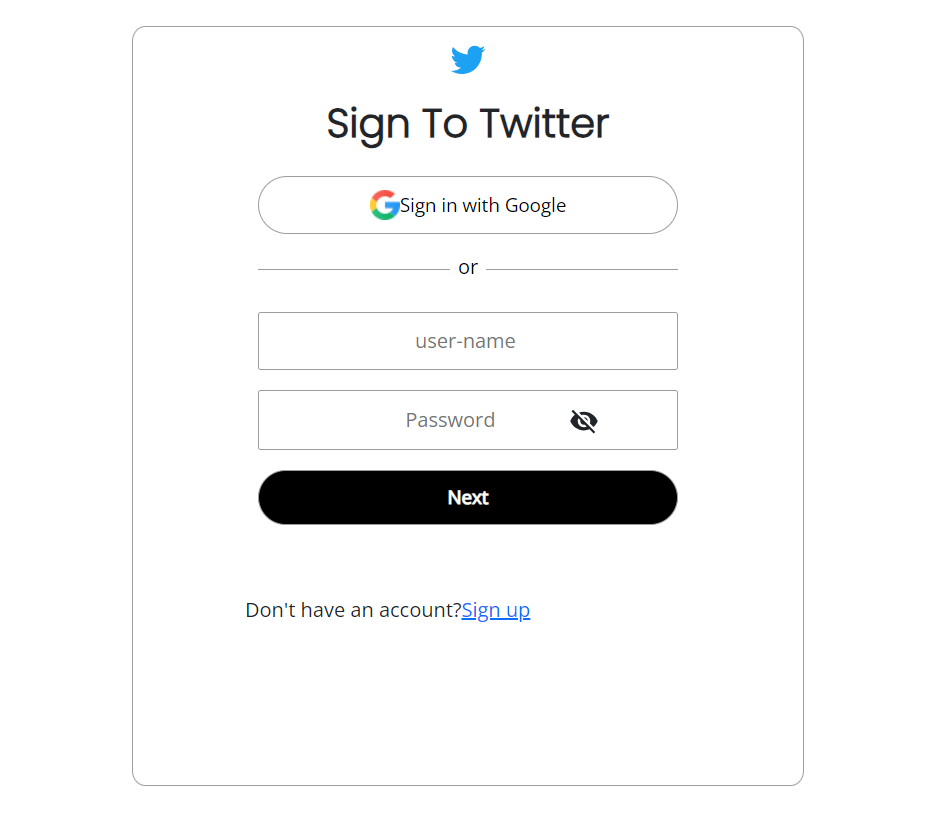 Sign To Twitter
Sign in with Google
or
user-name
Password
Next
Don't have an account?Sign up